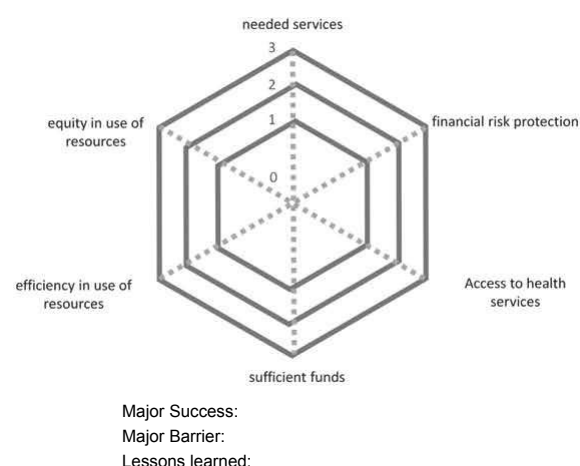 needed services
3
2
1
0
equity in use of
resources
financial risk protection
efficiency in use of
resources
Access to health
services
sufficient funds
Major Success:
Major Barrier:
Lessons learned: